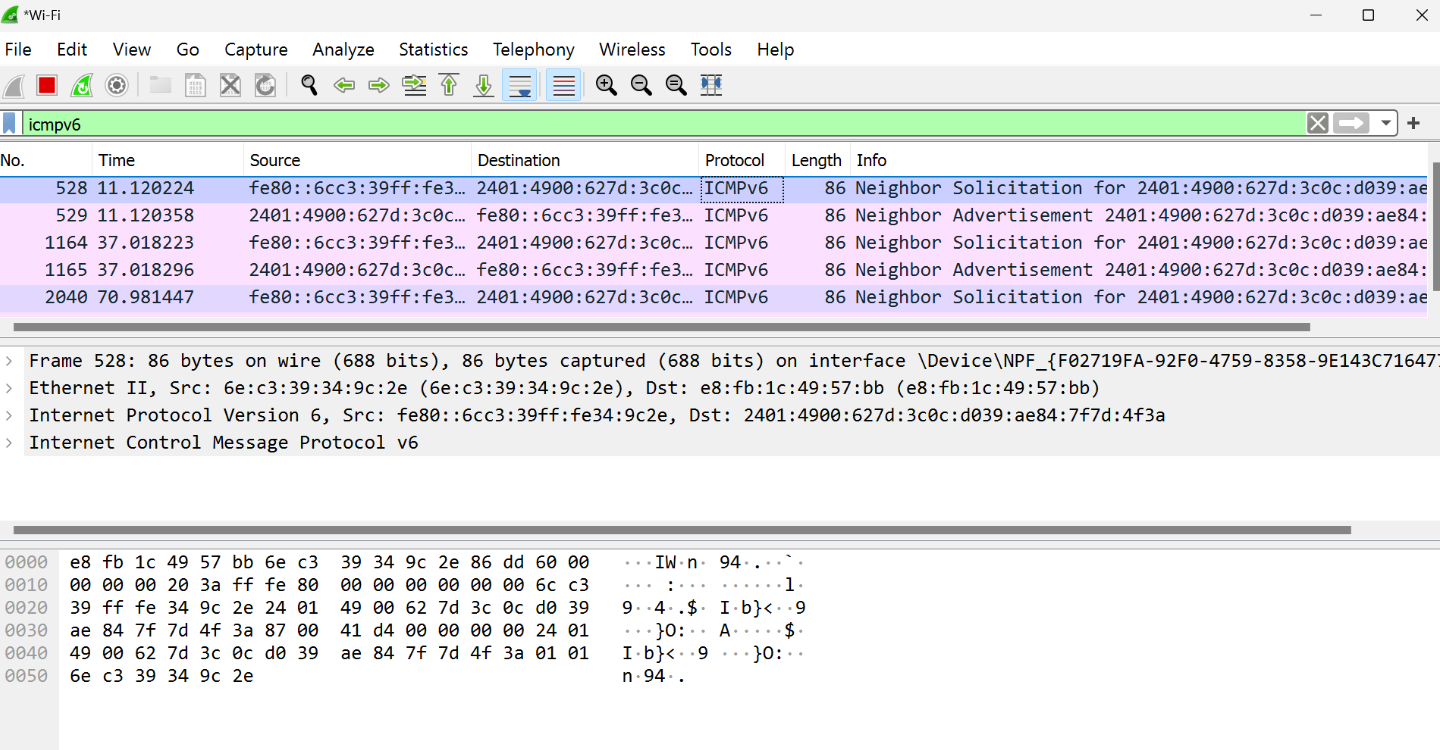 *Wi-Fi
File Edit View Go Capture Analyze Statistics Telephony Wireless Tools Help
icmpv6
No. Time Source Destination Protocol Length Info
528 11.120224 fe80::6cc3:39ff:fe3… 2401:4900:627d:3c0c… ICMPv6 86 Neighbor Solicitation for 2401:4900:627d:3c0c:d039:ae
529 11.120358 2401:4900:627d:3c0c… fe80::6cc3:39ff:fe3… ICMPv6 86 Neighbor Advertisement 2401:4900:627d:3c0c:d039:ae84:
1164 37.018223 fe80::6cc3:39ff:fe3… 2401:4900:627d:3c0c… ICMPv6 86 Neighbor Solicitation for 2401:4900:627d:3c0c:d039:ae
1165 37.018296 2401:4900:627d:3c0c… fe80::6cc3:39ff:fe3… ICMPv6 86 Neighbor Advertisement 2401:4900:627d:3c0c:d039:ae84:
2040 70.981447 fe80::6cc3:39ff:fe3… 2401:4900:627d:3c0c… ICMPv6 86 Neighbor Solicitation for 2401:4900:627d:3c0c:d039:ae
Frame 528: 86 bytes on wire (688 bits), 86 bytes captured (688 bits) on interface \Device\NPF_{F02719FA-92F0-4759-8358-9E143C716477
Ethernet II, Src: 6e:c3:39:34:9c:2e (6e:c3:39:34:9c:2e), Dst: e8:fb:1c:49:57:bb (e8:fb:1c:49:57:bb)
Internet Protocol Version 6, Src: fe80::6cc3:39ff:fe34:9c2e, Dst: 2401:4900:627d:3c0c:d039:ae84:7f7d:4f3a
Internet Control Message Protocol v6
0000 e8 fb 1c 49 57 bb 6e c3 39 34 9c 2e 86 dd 60 00 ···IW·n· 94·.··`·
0010 00 00 00 20 3a ff fe 80 00 00 00 00 00 00 6c c3 ··· :··· ······l·
0020 39 ff fe 34 9c 2e 24 01 49 00 62 7d 3c 0c d0 39 9··4·.$· I·b}<··9
0030 ae 84 7f 7d 4f 3a 87 00 41 d4 00 00 00 00 24 01 ···}O:·· A·····$·
0040 49 00 62 7d 3c 0c d0 39 ae 84 7f 7d 4f 3a 01 01 I·b}<··9 ···}O:··
0050 6e c3 39 34 9c 2e n·94·.